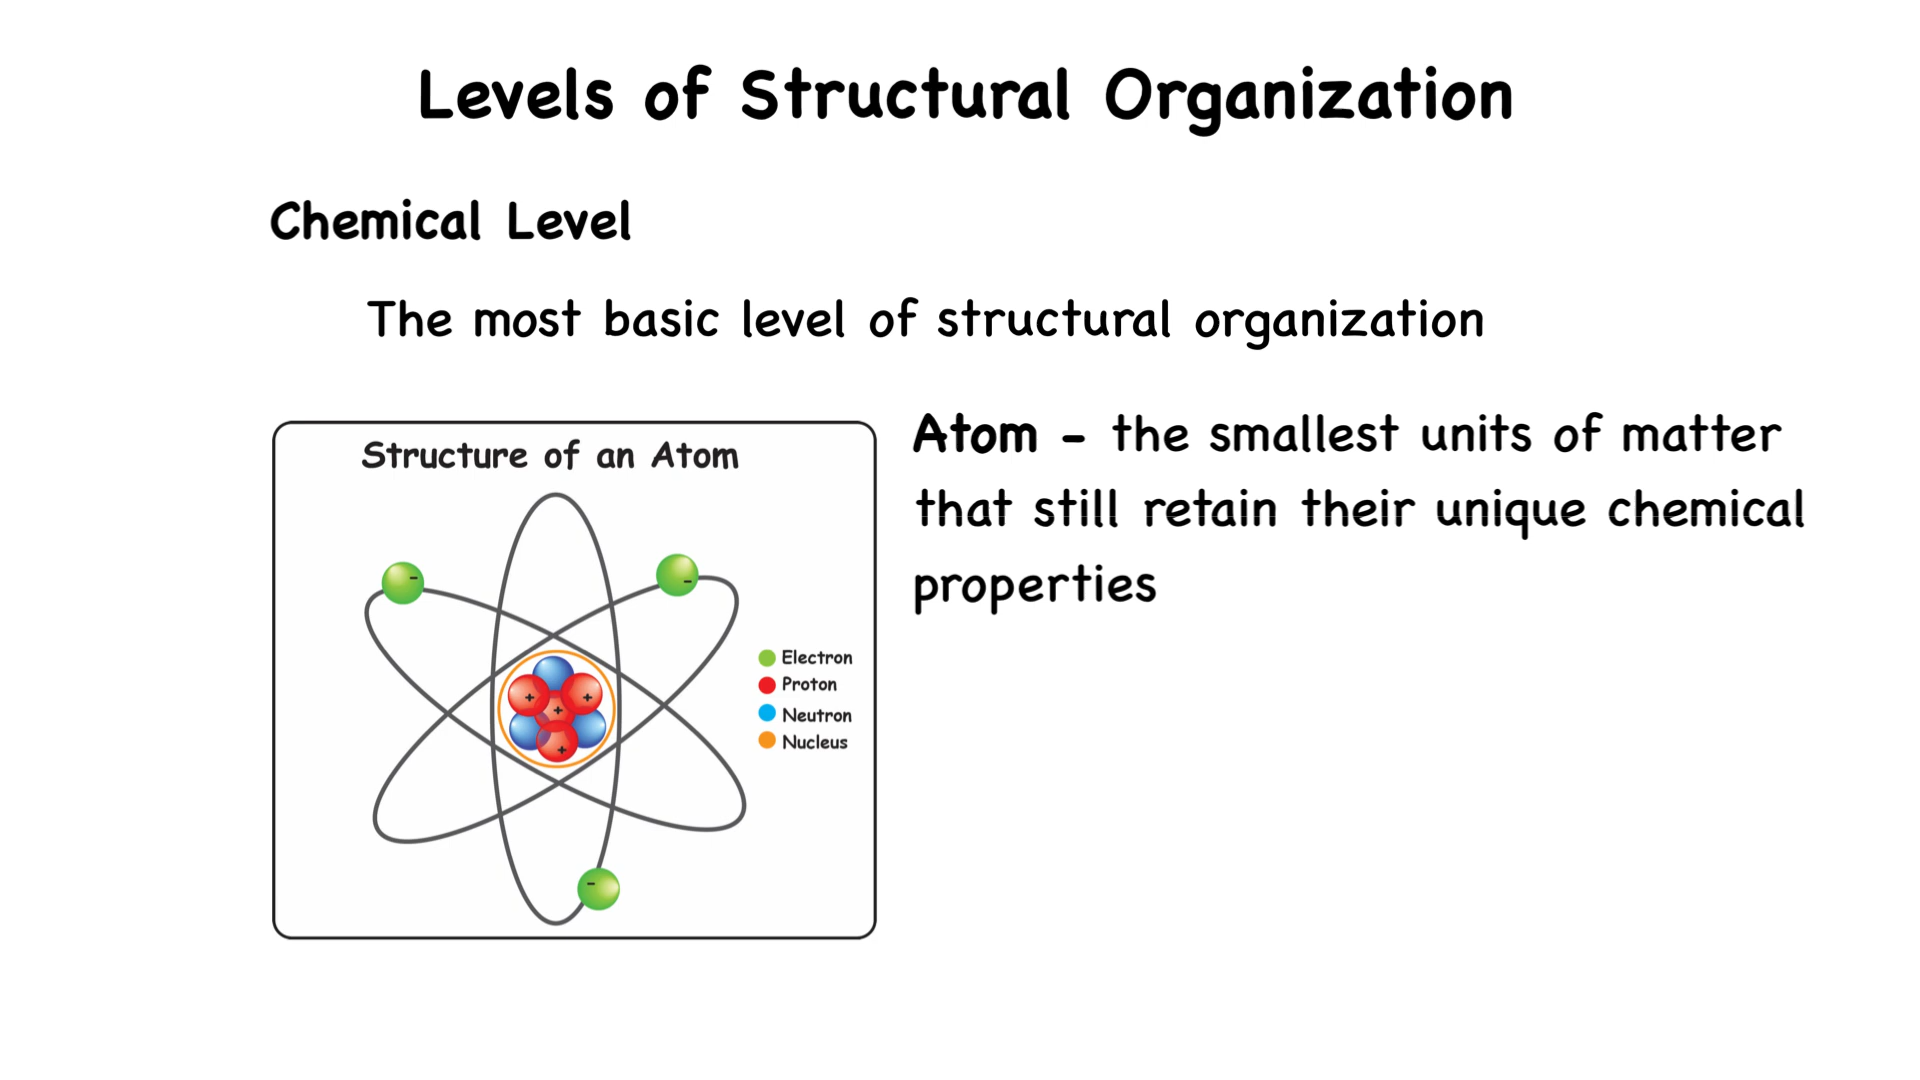 Levels of Structural Organization
Chemical Level
The most basic level of structural organization
Structure of an Atom
Atom - the smallest units of matter
that still retain their unique chemical
properties
-
-
Electron
Proton
Neutron
Nucleus
+ +
+
+
-